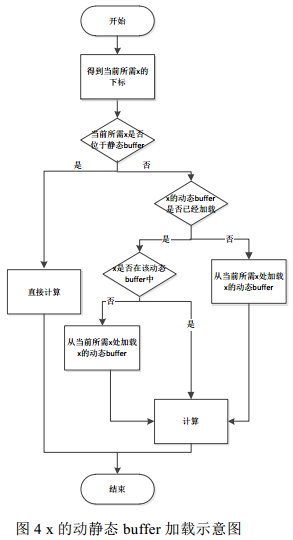 开始
得到当前所需x的
下标
当前所需x是否
位于静态buffer
是
否
x的动态buffer
是否已经加载
是
否
x是否在该动态
buffer中
从当前所需x处加载
x的动态buffer
直接计算
否
是
从当前所需x处加载
x的动态buffer
计算
结束
图 4 x 的动静态 buffer 加载示意图